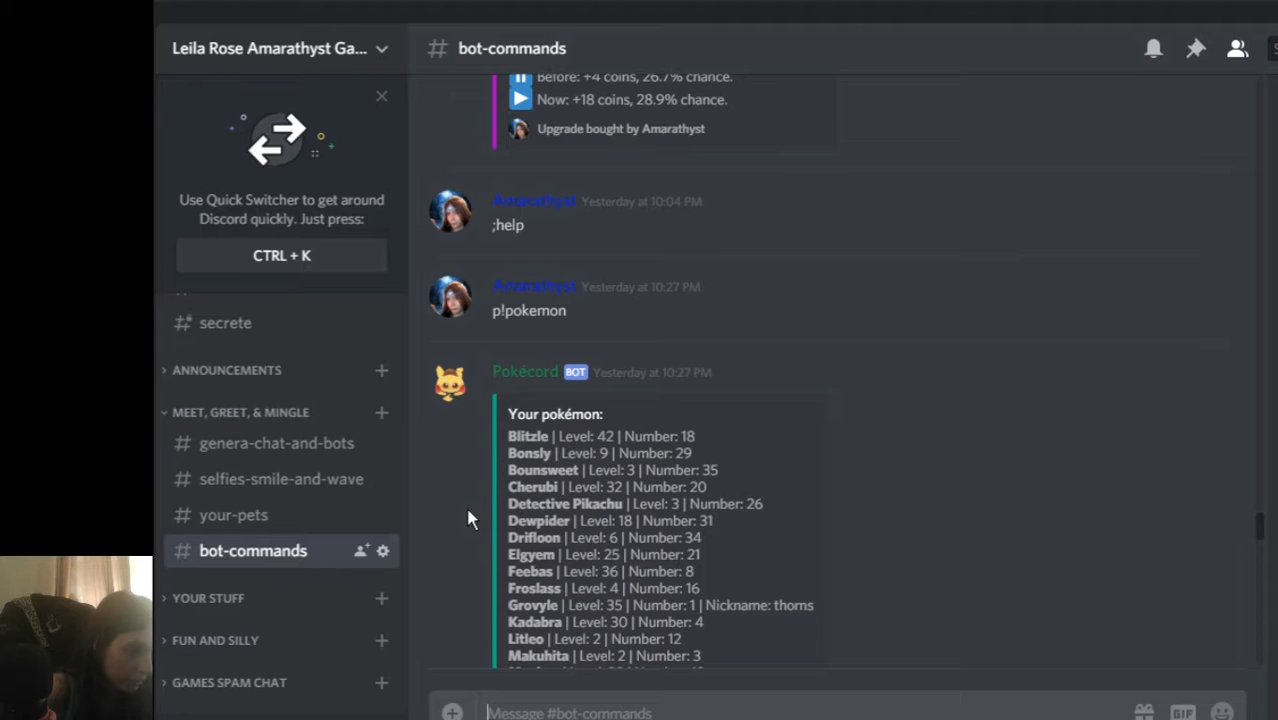 Leila Rose Amarathyst Ga...
Use Quick Switcher to get around
Discord quickly. Just press:
CTRL + K
secrete
ANNOUNCEMENTS
MEET, GREET, & MINGLE
genera-chat-and-bots
selfies-smile-and-wave
your-pets
bot-commands
YOUR STUFF
FUN AND SILLY
GAMES SPAM CHAT
# bot-commands
Before: +4 coins, 26.7% chance.
Now: +18 coins, 28.9% chance.
Upgrade bought by Amarathyst
Amarathyst Yesterday at 10:04 PM
;help
Amarathyst Yesterday at 10:27 PM
p!pokemon
Pokécord BOT Yesterday at 10:27 PM
Your pokémon:
Blitzle | Level: 42 | Number: 18
Bonsly | Level: 9 | Number: 29
Bounsweet | Level: 3 | Number: 35
Cherubi | Level: 32 | Number: 20
Detective Pikachu | Level: 3 | Number: 26
Dewpider | Level: 18 | Number: 31
Drifloon | Level: 6 | Number: 34
Elgyem | Level: 25 | Number: 21
Feebas | Level: 36 | Number: 8
Froslass | Level: 4 | Number: 16
Grovyle | Level: 35 | Number: 1 | Nickname: thorns
Kadabra | Level: 30 | Number: 4
Litleo | Level: 2 | Number: 12
Makuhita | Level: 2 | Number: 3
Message #bot-commands
GIF